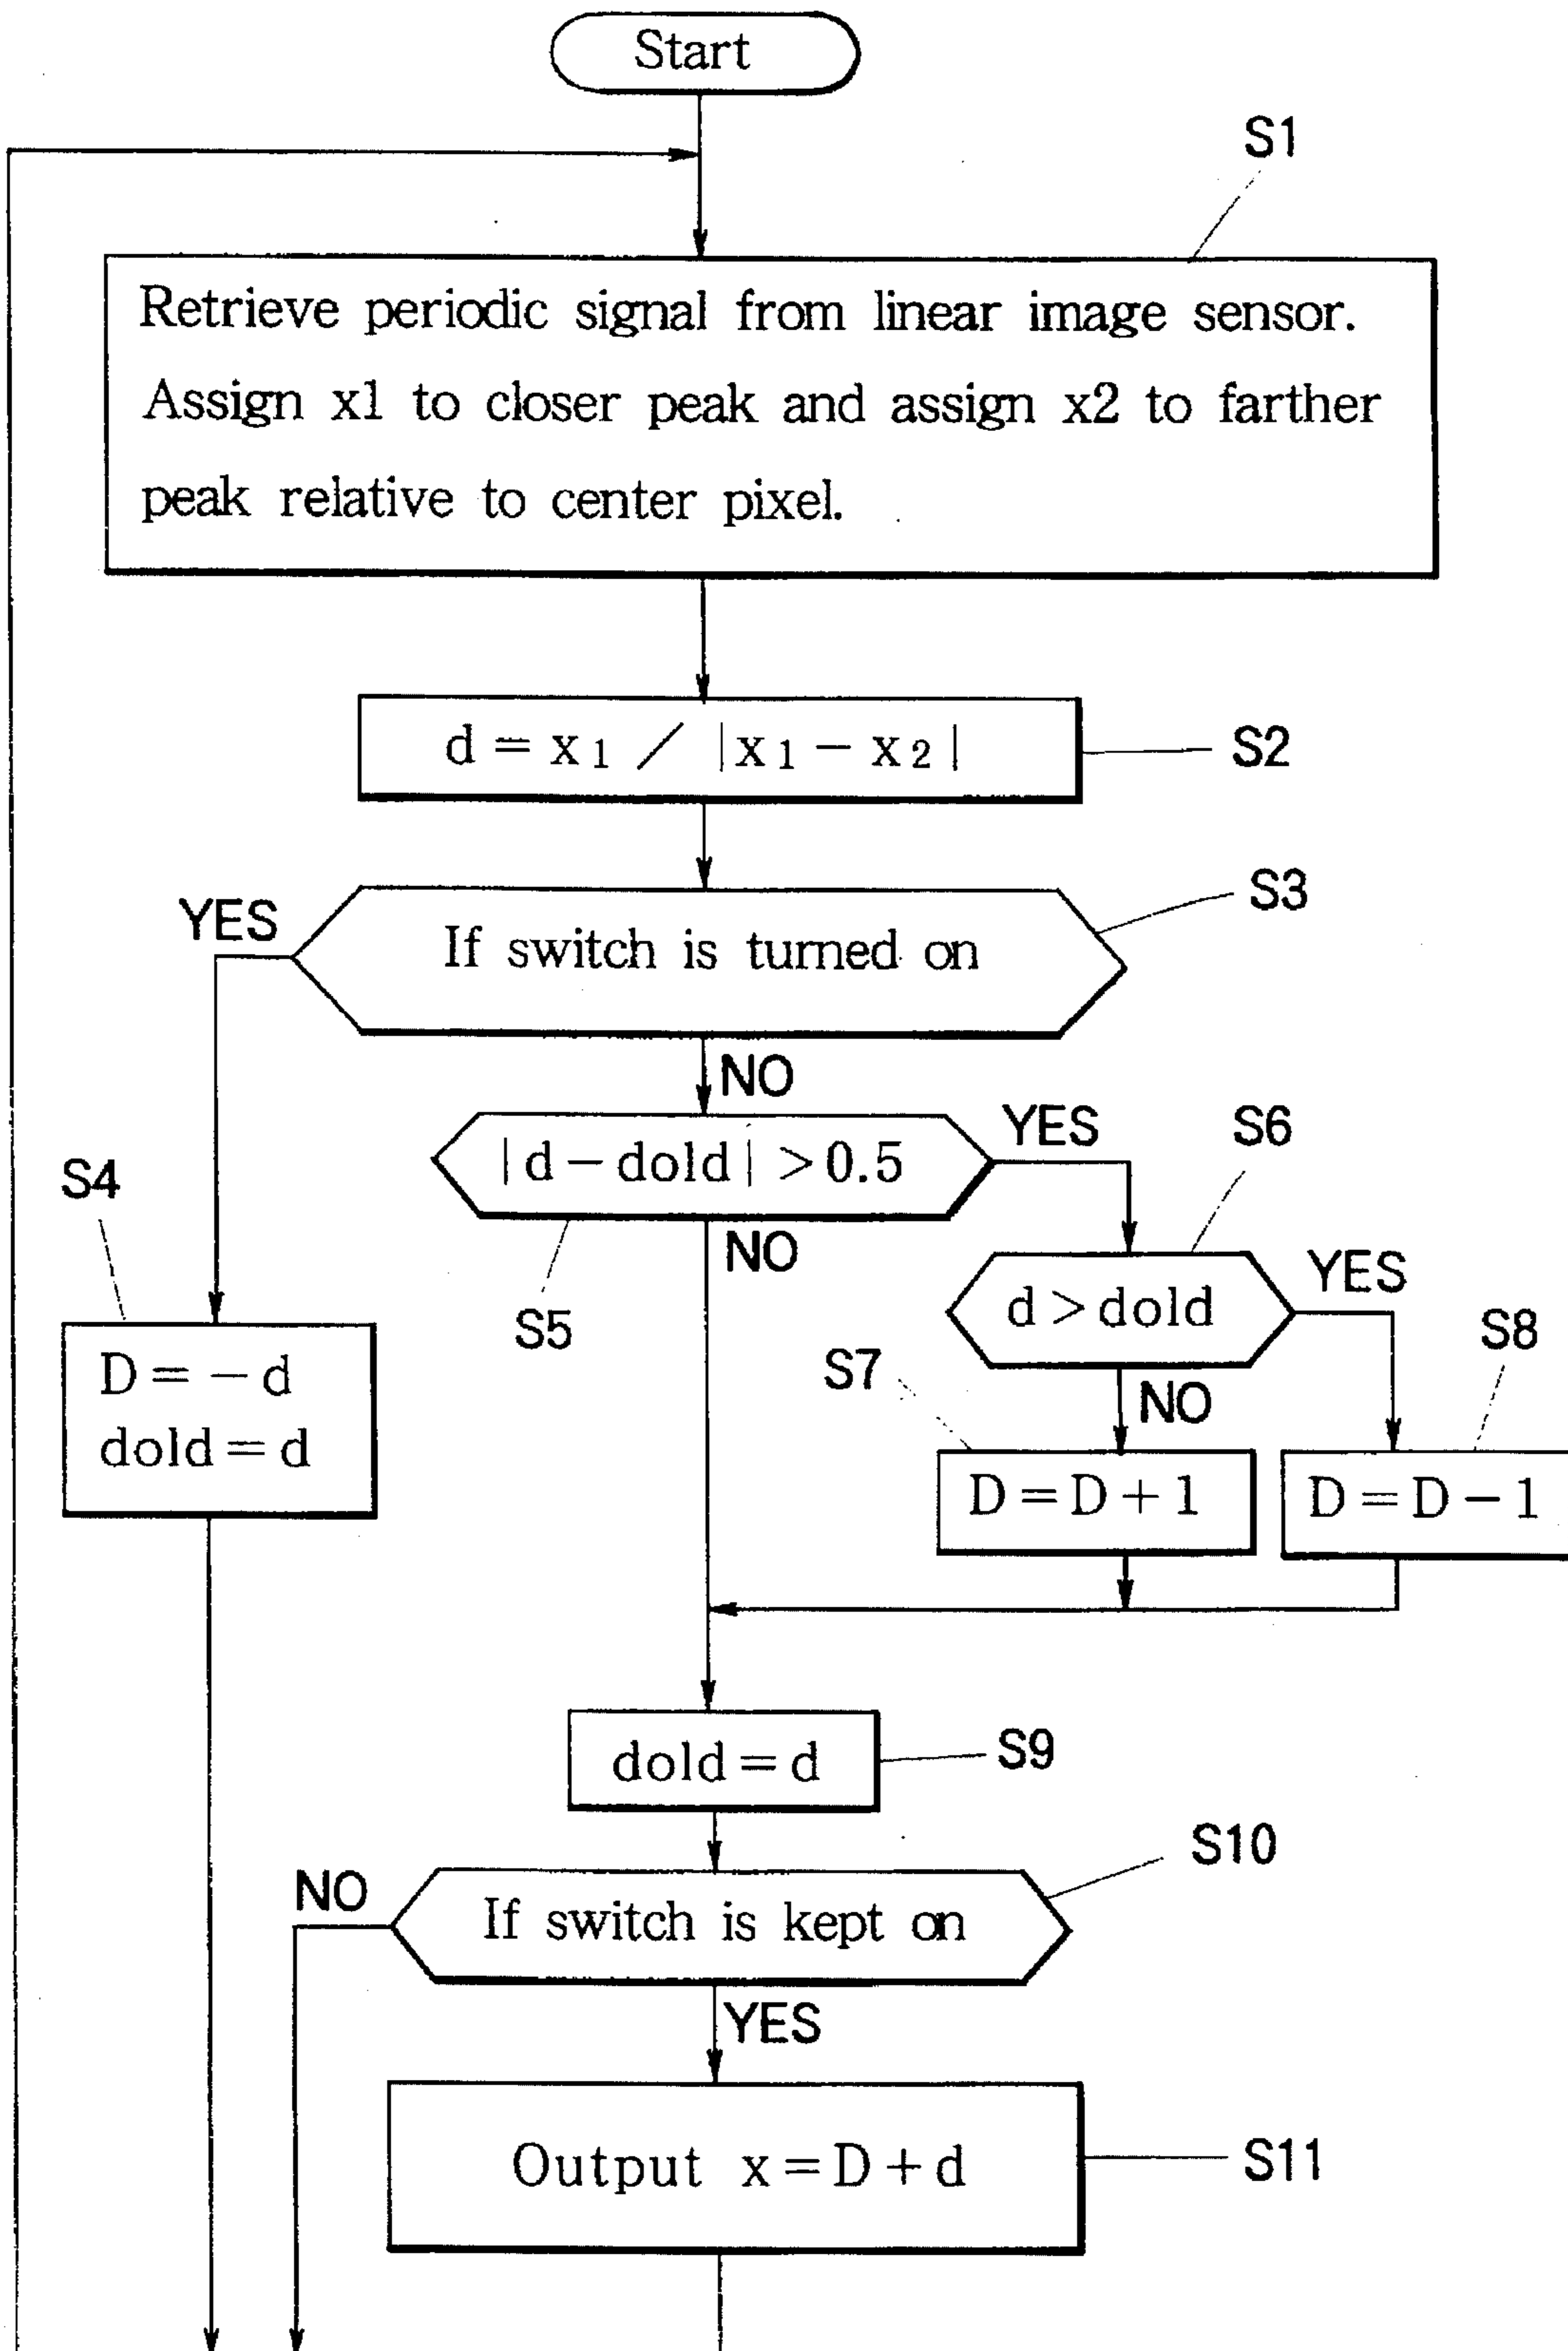 Start
S1
Retrieve periodic signal from linear image sensor.
Assign x1 to closer peak and assign x2 to farther
peak relative to center pixel.
d = x1 / |x1 − x2|
S2
S3
YES
If switch is turned on
NO
|d − dold| > 0.5
YES
S6
S4
NO
S5
d > dold
YES
S8
S7
NO
D = −d
dold = d
D = D + 1
D = D − 1
dold = d
S9
S10
NO
If switch is kept on
YES
Output x = D + d
S11